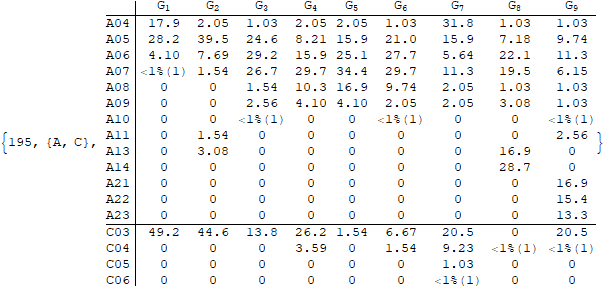 G1 G2 G3 G4 G5 G6 G7 G8 G9
A04 17.9 2.05 1.03 2.05 2.05 1.03 31.8 1.03 1.03
A05 28.2 39.5 24.6 8.21 15.9 21.0 15.9 7.18 9.74
A06 4.10 7.69 29.2 15.9 25.1 27.7 5.64 22.1 11.3
A07 <1%(1) 1.54 26.7 29.7 34.4 29.7 11.3 19.5 6.15
A08 0 0 1.54 10.3 16.9 9.74 2.05 1.03 1.03
A09 0 0 2.56 4.10 4.10 2.05 2.05 3.08 1.03
A10 0 0 <1%(1) 0 0 <1%(1) 0 0 <1%(1)
{195, {A, C}, A11 0 1.54 0 0 0 0 0 0 2.56 }
A13 0 3.08 0 0 0 0 0 16.9 0
A14 0 0 0 0 0 0 0 28.7 0
A21 0 0 0 0 0 0 0 0 16.9
A22 0 0 0 0 0 0 0 0 15.4
A23 0 0 0 0 0 0 0 0 13.3
C03 49.2 44.6 13.8 26.2 1.54 6.67 20.5 0 20.5
C04 0 0 0 3.59 0 1.54 9.23 <1%(1) <1%(1)
C05 0 0 0 0 0 0 1.03 0 0
C06 0 0 0 0 0 0 <1%(1) 0 0